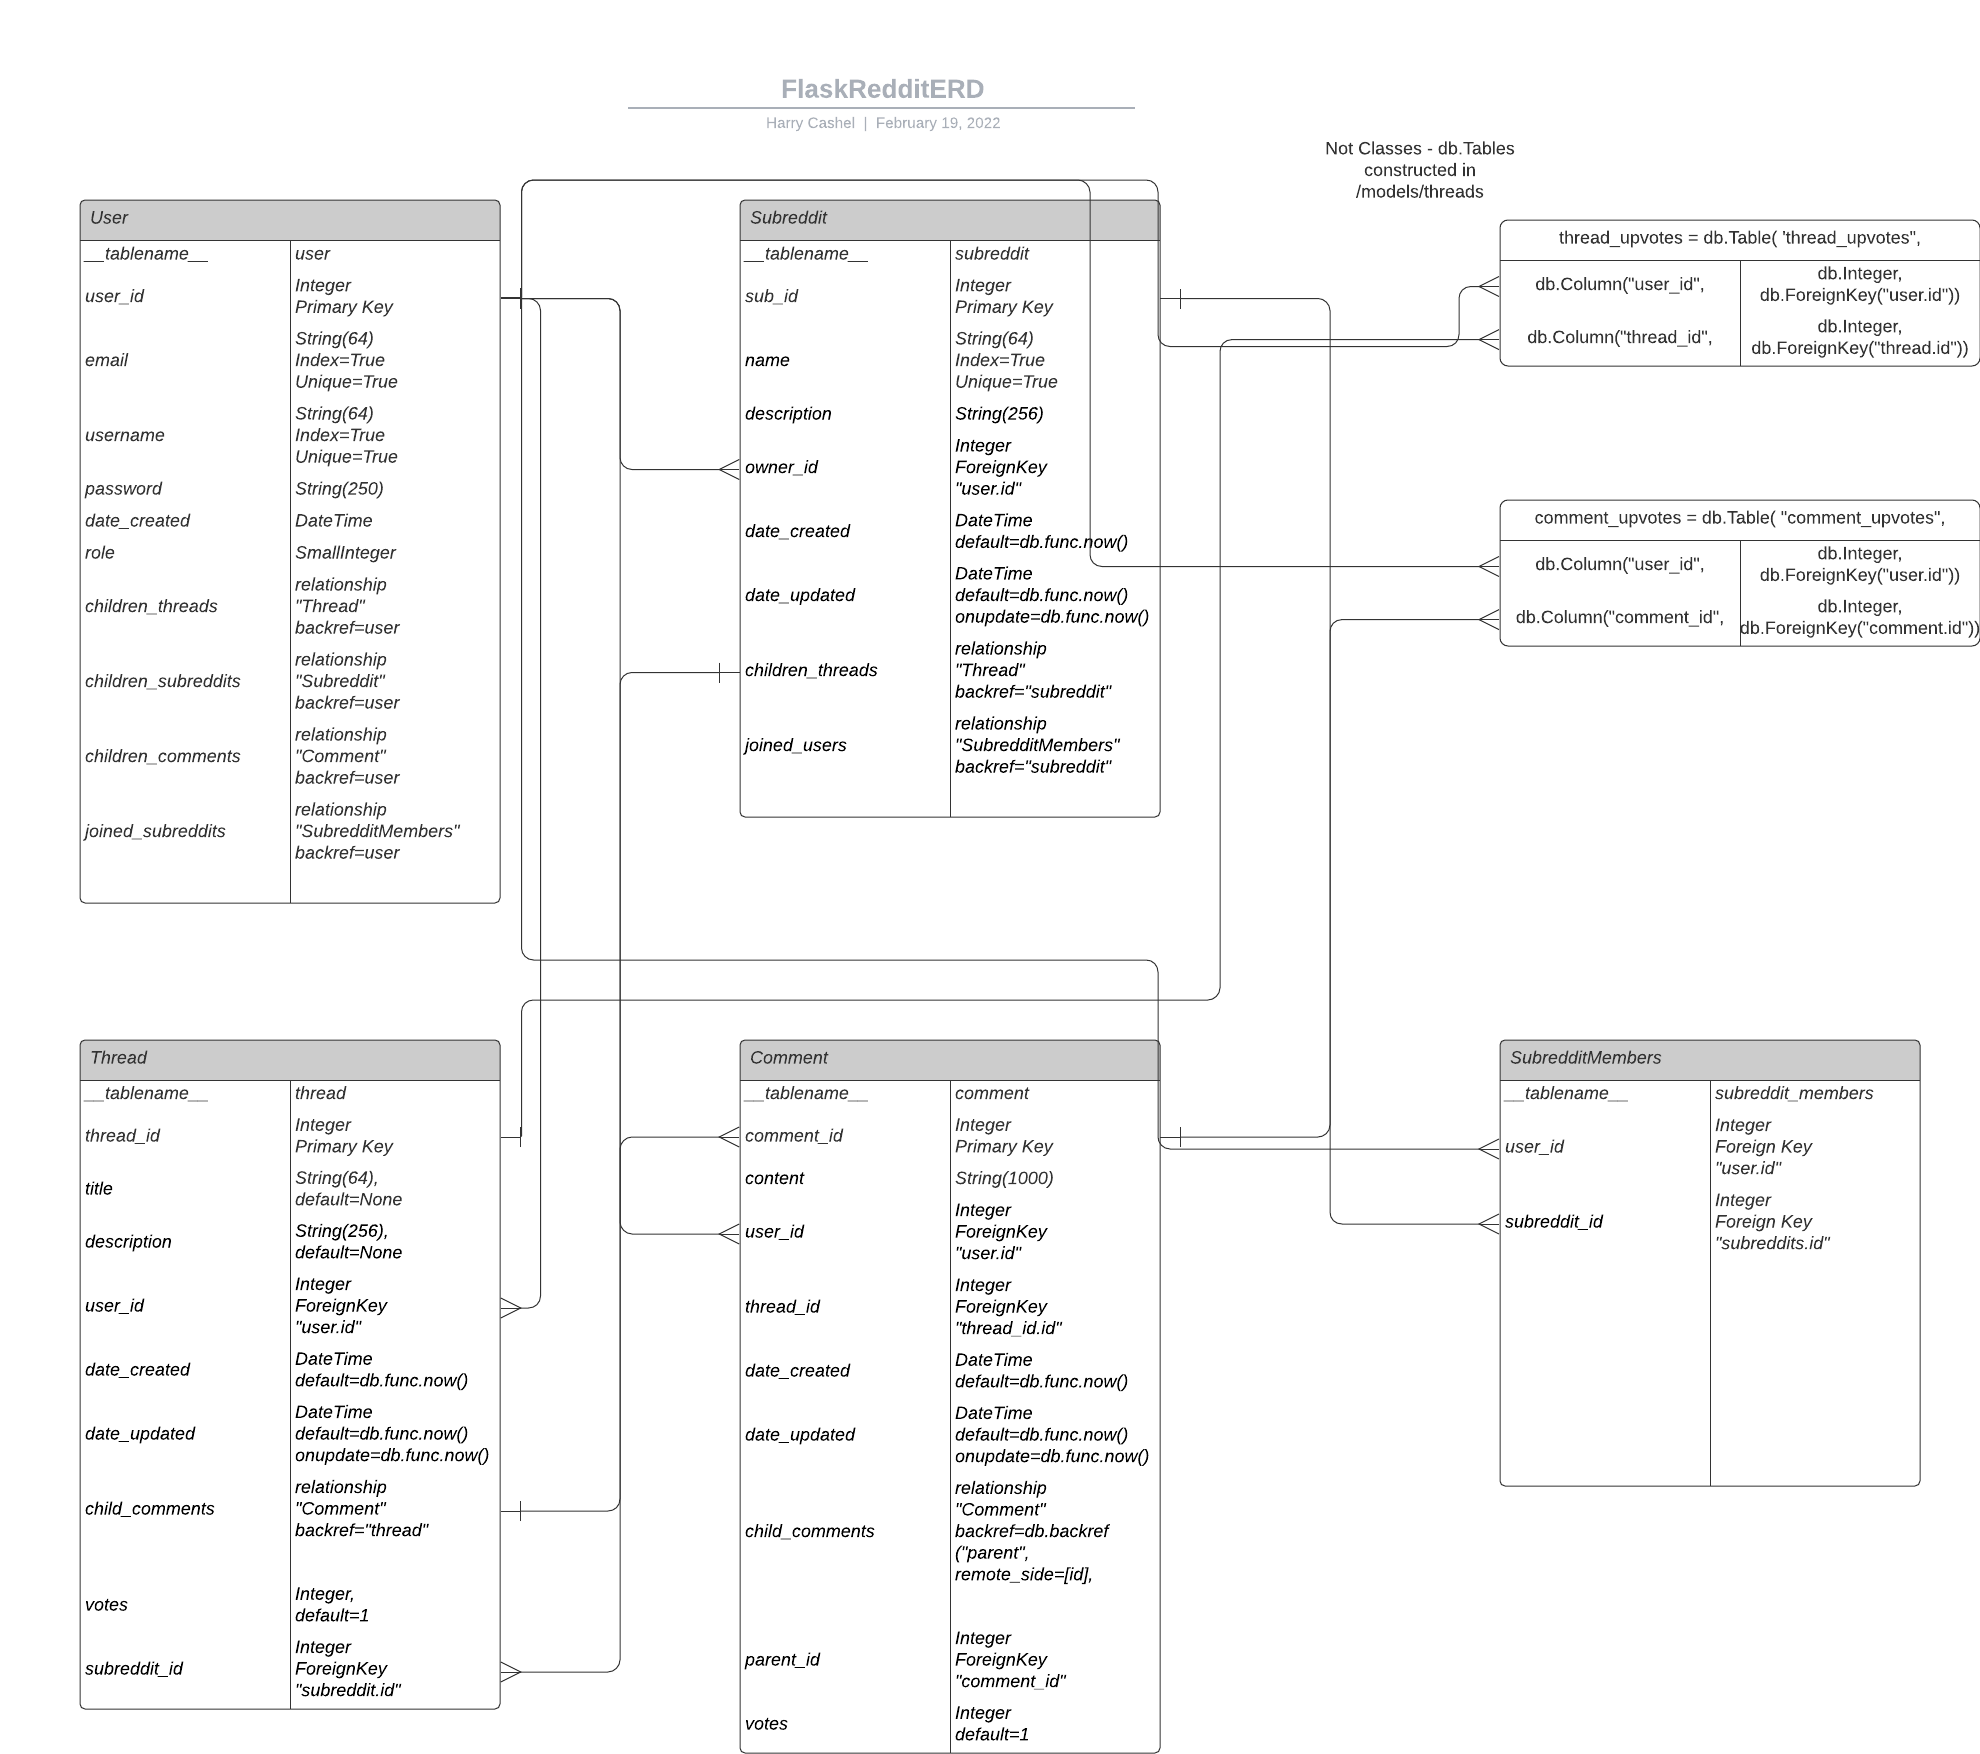 FlaskRedditERD
Harry Cashel | February 19, 2022
Not Classes - db.Tables
constructed in
/models/threads
User
__tablename__
user
user_id
Integer
Primary Key
email
String(64)
Index=True
Unique=True
username
String(64)
Index=True
Unique=True
password
String(250)
date_created
DateTime
role
SmallInteger
children_threads
relationship
"Thread"
backref=user
children_subreddits
relationship
"Subreddit"
backref=user
children_comments
relationship
"Comment"
backref=user
joined_subreddits
relationship
"SubredditMembers"
backref=user
Subreddit
__tablename__
subreddit
sub_id
Integer
Primary Key
name
String(64)
Index=True
Unique=True
description
String(256)
owner_id
Integer
ForeignKey
"user.id"
date_created
DateTime
default=db.func.now()
date_updated
DateTime
default=db.func.now()
onupdate=db.func.now()
children_threads
relationship
"Thread"
backref="subreddit"
joined_users
relationship
"SubredditMembers"
backref="subreddit"
thread_upvotes = db.Table( 'thread_upvotes",
db.Column("user_id",
db.Integer,
db.ForeignKey("user.id"))
db.Column("thread_id",
db.Integer,
db.ForeignKey("thread.id"))
comment_upvotes = db.Table( "comment_upvotes",
db.Column("user_id",
db.Integer,
db.ForeignKey("user.id"))
db.Column("comment_id",
db.Integer,
db.ForeignKey("comment.id"))
Thread
__tablename__
thread
thread_id
Integer
Primary Key
title
String(64),
default=None
description
String(256),
default=None
user_id
Integer
ForeignKey
"user.id"
date_created
DateTime
default=db.func.now()
date_updated
DateTime
default=db.func.now()
onupdate=db.func.now()
child_comments
relationship
"Comment"
backref="thread"
votes
Integer,
default=1
subreddit_id
Integer
ForeignKey
"subreddit.id"
Comment
__tablename__
comment
comment_id
Integer
Primary Key
content
String(1000)
user_id
Integer
ForeignKey
"user.id"
thread_id
Integer
ForeignKey
"thread_id.id"
date_created
DateTime
default=db.func.now()
date_updated
DateTime
default=db.func.now()
onupdate=db.func.now()
child_comments
relationship
"Comment"
backref=db.backref
("parent",
remote_side=[id],
parent_id
Integer
ForeignKey
"comment_id"
votes
Integer
default=1
SubredditMembers
__tablename__
subreddit_members
user_id
Integer
Foreign Key
"user.id"
subreddit_id
Integer
Foreign Key
"subreddits.id"